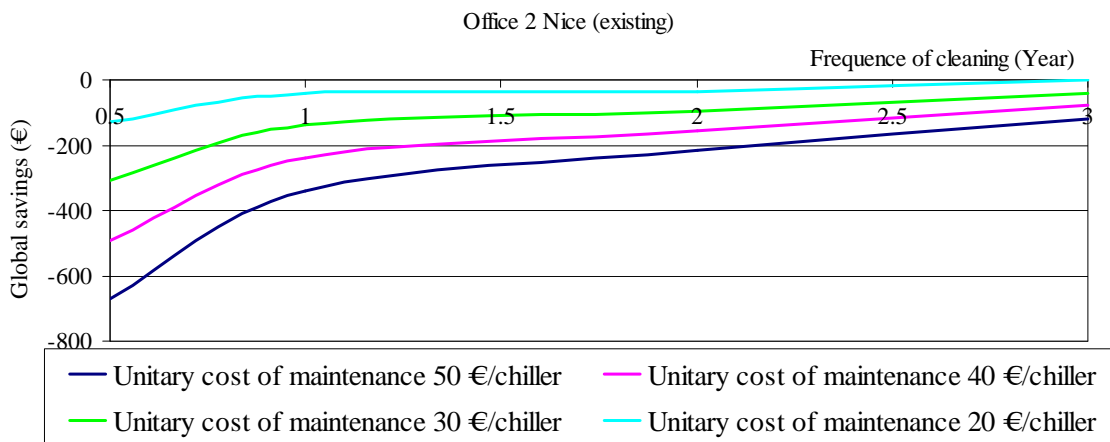 Office 2 Nice (existing)
Frequence of cleaning (Year)
Global savings (€)
0
-200
-400
-600
-800
0.5 1 1.5 2 2.5 3
Unitary cost of maintenance 50 €/chiller
Unitary cost of maintenance 40 €/chiller
Unitary cost of maintenance 30 €/chiller
Unitary cost of maintenance 20 €/chiller